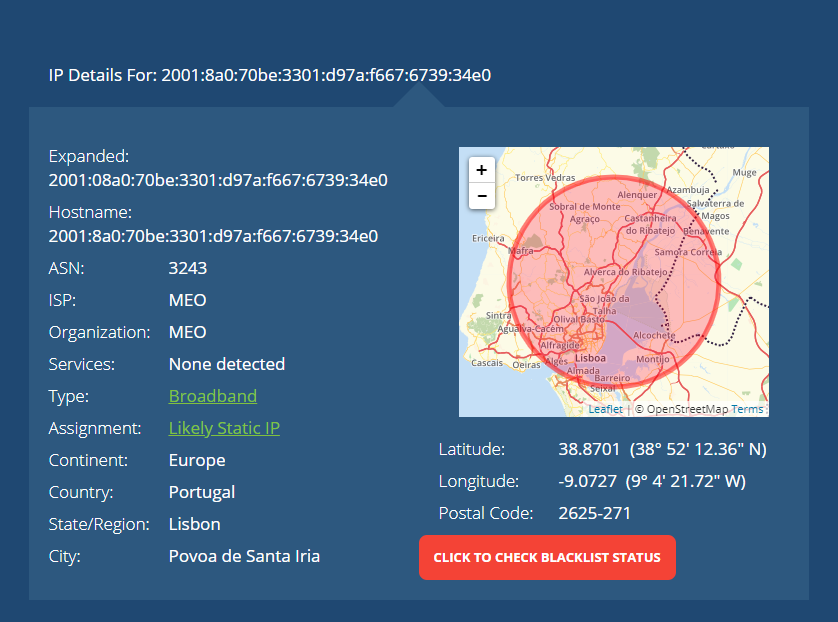 IP Details For: 2001:8a0:70be:3301:d97a:f667:6739:34e0
Expanded:
2001:08a0:70be:3301:d97a:f667:6739:34e0
Hostname:
2001:8a0:70be:3301:d97a:f667:6739:34e0
ASN: 3243
ISP: MEO
Organization: MEO
Services: None detected
Type: Broadband
Assignment: Likely Static IP
Continent: Europe
Country: Portugal
State/Region: Lisbon
City: Povoa de Santa Iria
+
−
Muge
Torres Vedras
Azambuja
Alenquer
Salvaterra de
Magos
Sobral de Monte
Agraço
Castanheira
do Ribatejo
Benavente
Ericeira
Mafra
Samora Correia
Alverca do Ribatejo
São João da
Talha
Sintra
Olival Basto
Agualva-Cacém
Alcochete
Alfragide
Lisboa
Montijo
Cascais
Oeiras
Algés
Almada
Barreiro
Seixal
Leaflet | © OpenStreetMap Terms
Latitude: 38.8701 (38° 52' 12.36" N)
Longitude: -9.0727 (9° 4' 21.72" W)
Postal Code: 2625-271
CLICK TO CHECK BLACKLIST STATUS